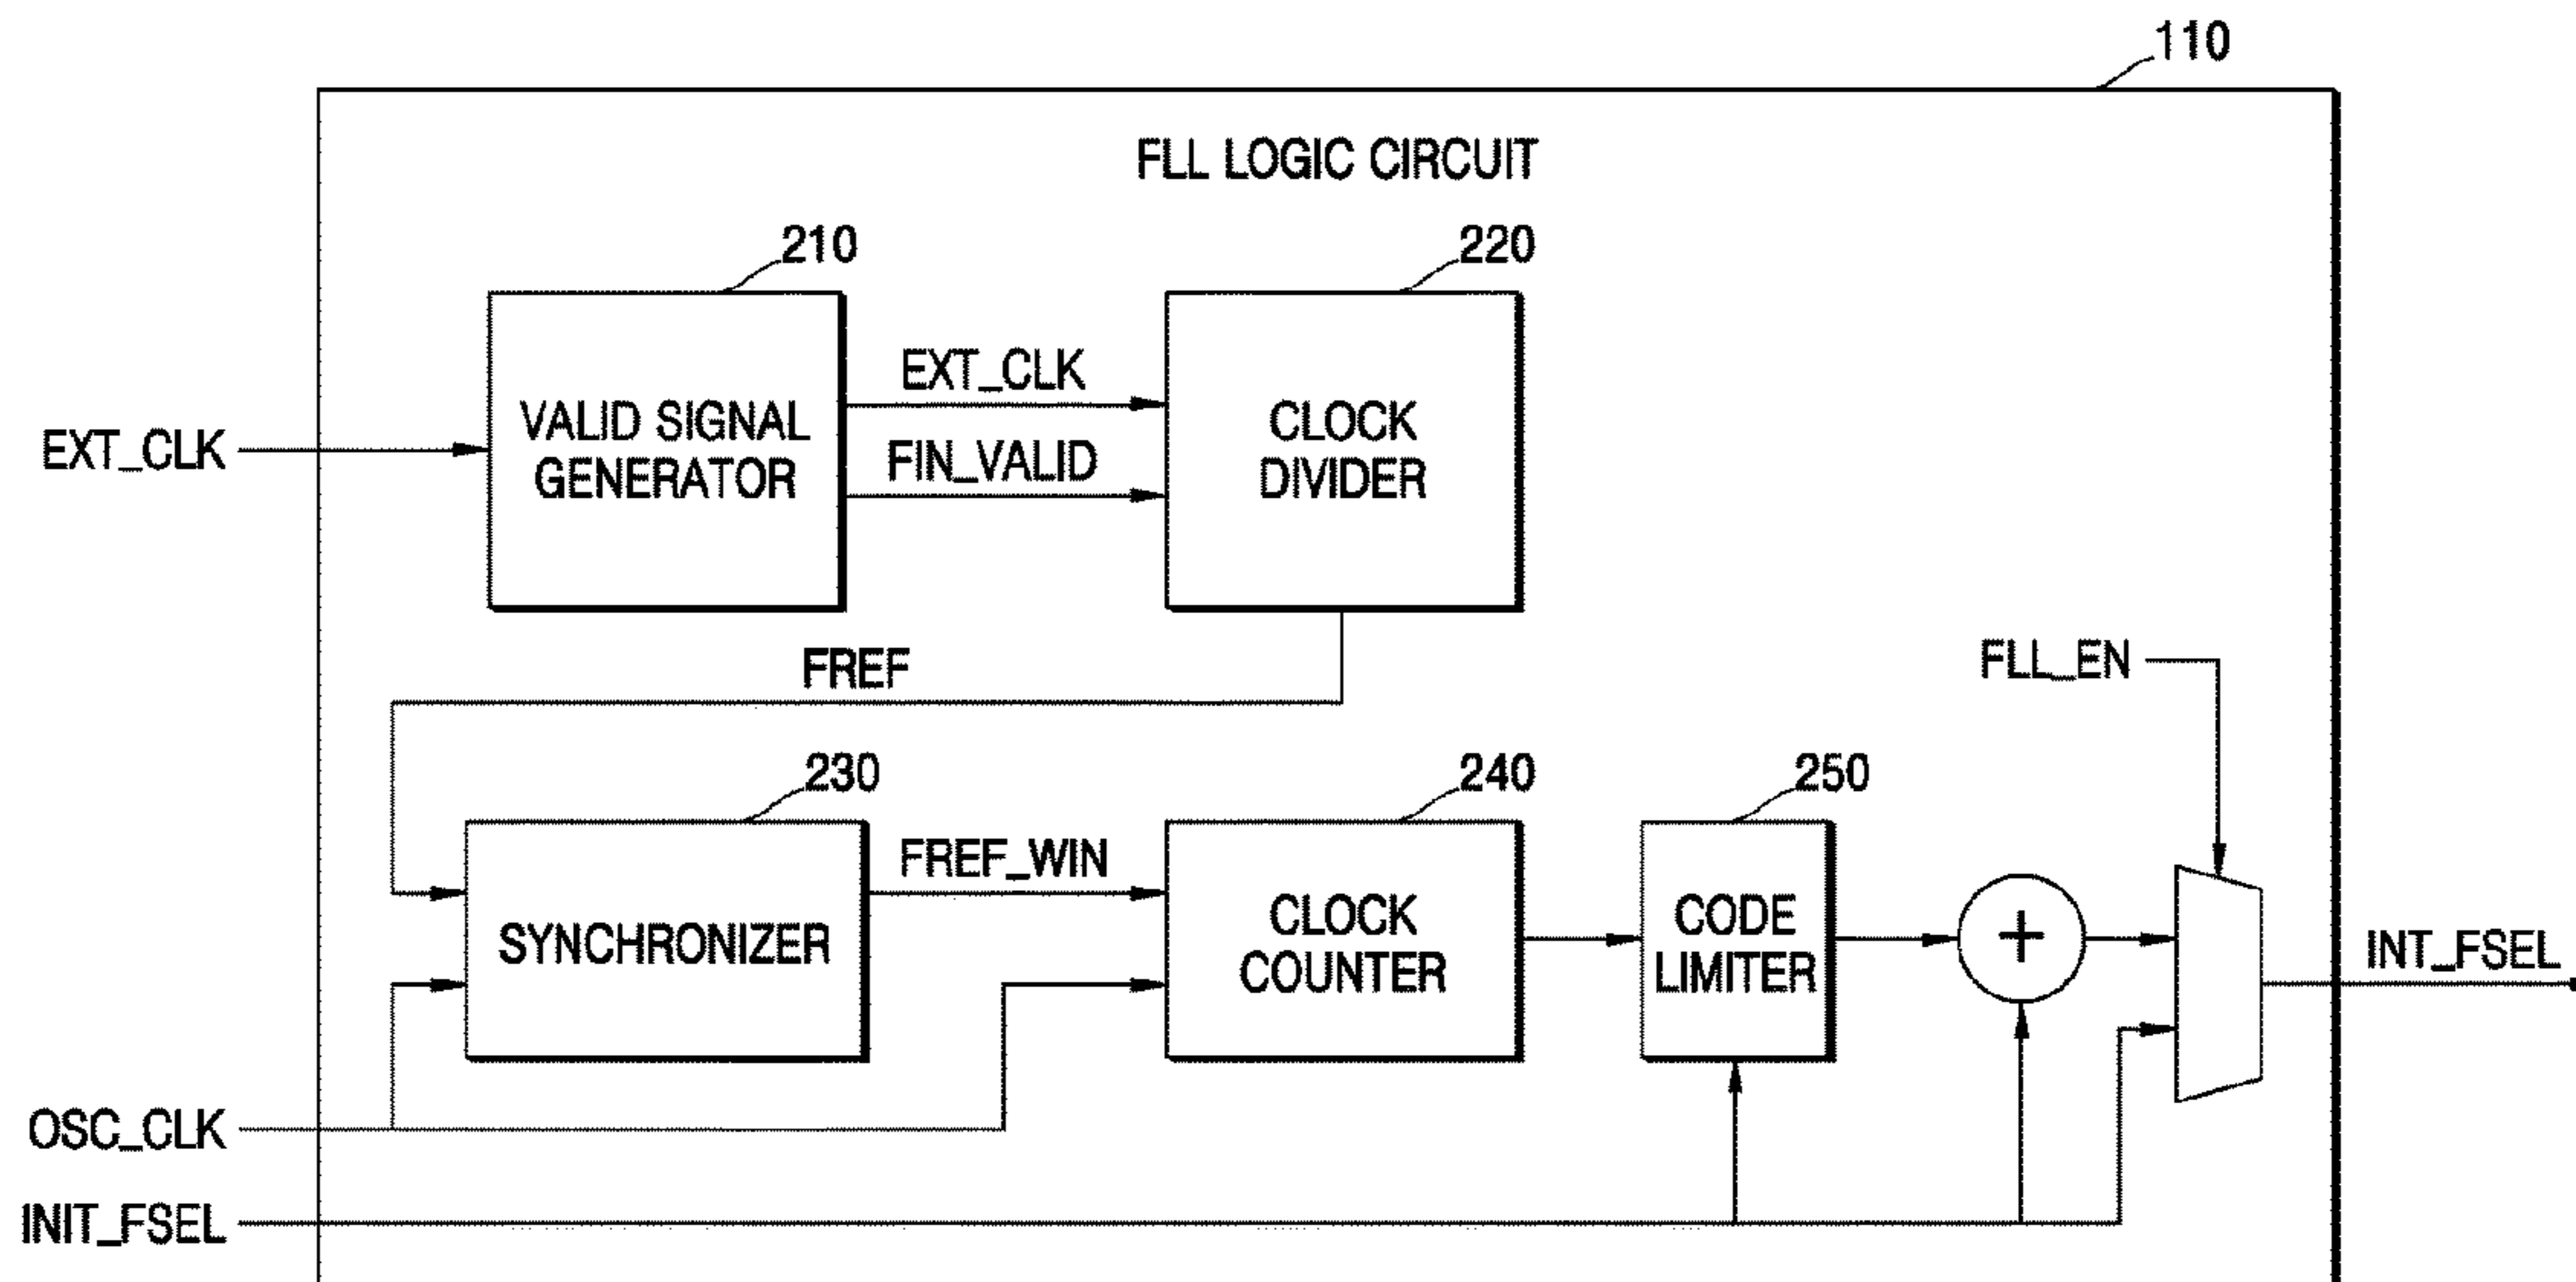 110
FLL LOGIC CIRCUIT
210
220
EXT_CLK
VALID SIGNAL
GENERATOR
EXT_CLK
FIN_VALID
CLOCK
DIVIDER
FREF
FLL_EN
230
240
250
SYNCHRONIZER
FREF_WIN
CLOCK
COUNTER
CODE
LIMITER
+
INT_FSEL
OSC_CLK
INIT_FSEL